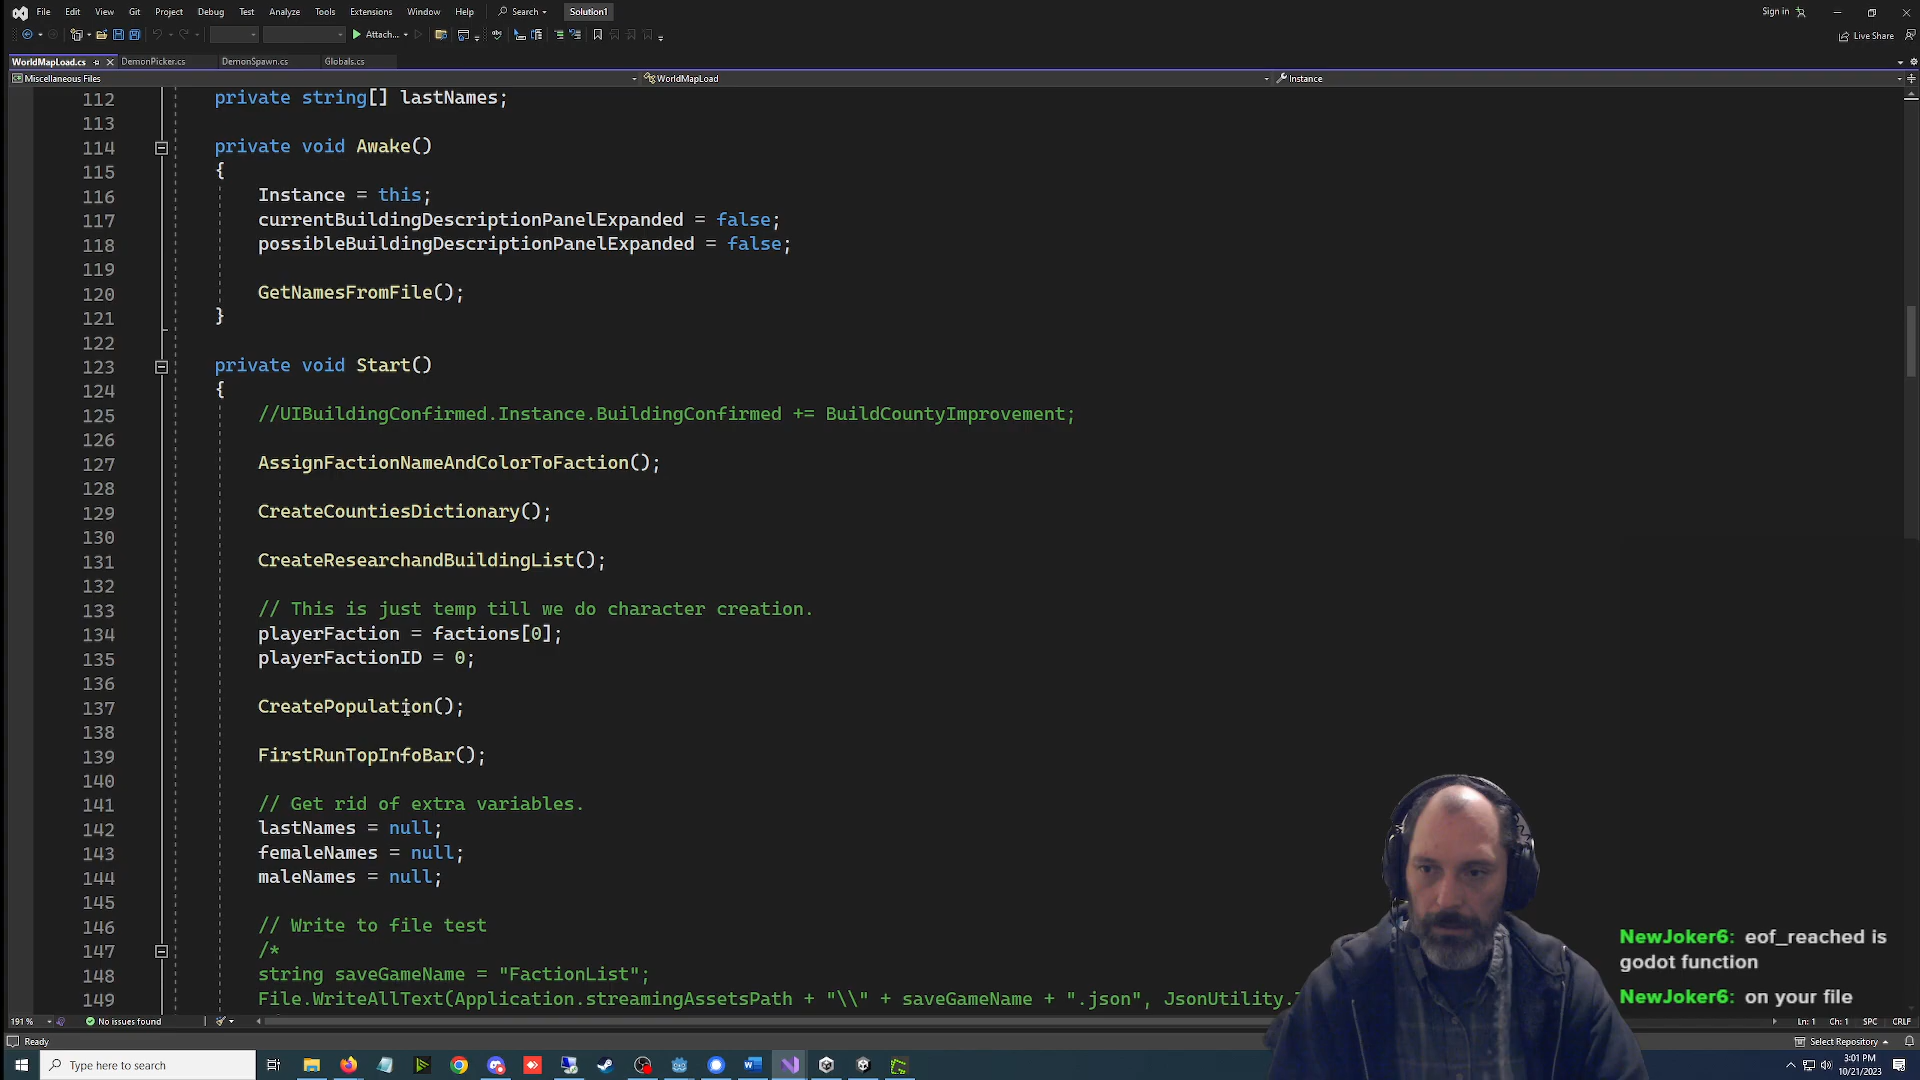 File Edit View Git Project Debug Test Analyze Tools Extensions Window Help Search Solution1 Sign in
Attach... Live Share
WorldMapLoad.cs DemonPicker.cs DemonSpawn.cs Globals.cs
Miscellaneous Files WorldMapLoad Instance
112 private string[] lastNames;
113
114 private void Awake()
115 {
116 Instance = this;
117 currentBuildingDescriptionPanelExpanded = false;
118 possibleBuildingDescriptionPanelExpanded = false;
119
120 GetNamesFromFile();
121 }
122
123 private void Start()
124 {
125 //UIBuildingConfirmed.Instance.BuildingConfirmed += BuildCountyImprovement;
126
127 AssignFactionNameAndColorToFaction();
128
129 CreateCountiesDictionary();
130
131 CreateResearchandBuildingList();
132
133 // This is just temp till we do character creation.
134 playerFaction = factions[0];
135 playerFactionID = 0;
136
137 CreatePopulation();
138
139 FirstRunTopInfoBar();
140
141 // Get rid of extra variables.
142 lastNames = null;
143 femaleNames = null;
144 maleNames = null;
145
146 // Write to file test
147 /*
148 string saveGameName = "FactionList";
149 File.WriteAllText(Application.streamingAssetsPath + "\\" + saveGameName + ".json", JsonUtility.
NewJoker6: eof_reached is
godot function
NewJoker6: on your file
191 % No issues found Ln: 1 Ch: 1 SPC CRLF
Ready Select Repository
Type here to search 3:01 PM
10/21/2023